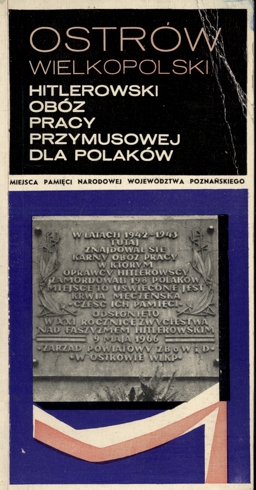 OSTRÓW
WIELKOPOLSKI
HITLEROWSKI
OBÓZ
PRACY
PRZYMUSOWEJ
DLA POLAKÓW
MIEJSCA PAMIĘCI NARODOWEJ WOJEWÓDZTWA POZNAŃSKIEGO
W LATACH 1942-1943
TUTAJ
ZNAJDOWAŁ SIĘ
KARNY OBÓZ PRACY
W KTÓRYM
OPRAWCY HITLEROWSCY
ZAMORDOWALI 198 POLAKÓW
MIEJSCE TO UŚWIĘCONE JEST
KRWIĄ MĘCZEŃSKĄ
"CZEŚĆ ICH PAMIĘCI"
ODSŁONIĘTO
W XXI ROCZNICĘ ZWYCIĘSTWA
NAD FASZYZMEM HITLEROWSKIM
9 MAJA 1966
"ZARZĄD POWIATOWY ZBOWID"
W OSTROWIE WLKP"